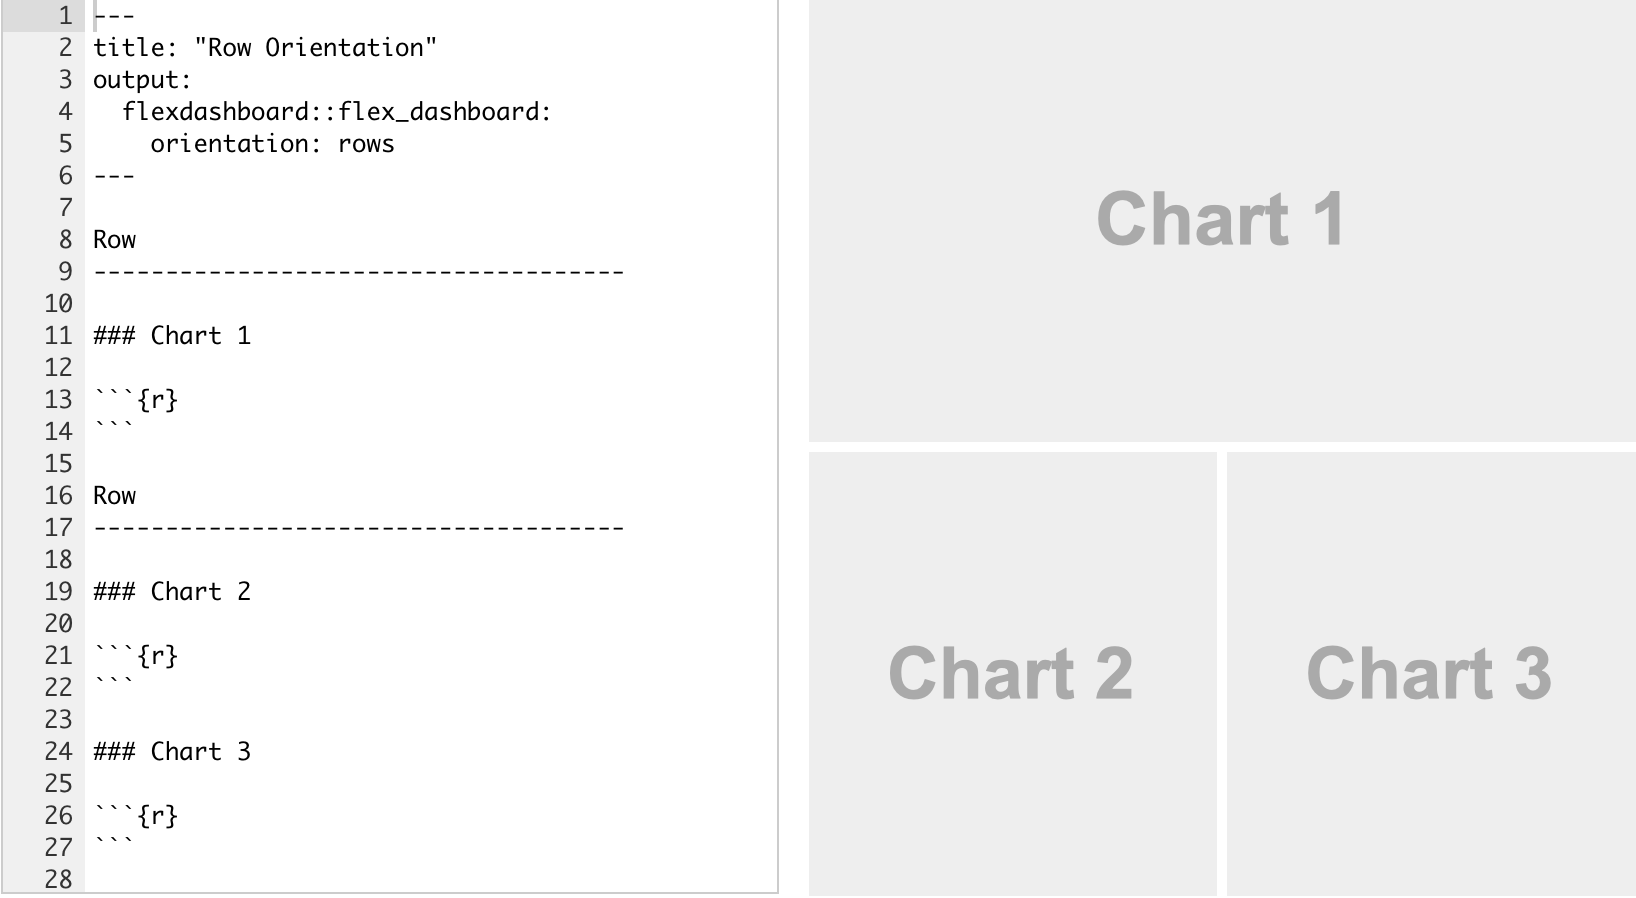 1 ---
2 title: "Row Orientation"
3 output:
4   flexdashboard::flex_dashboard:
5     orientation: rows
6 ---
7
8 Row
9 -------------------------------------
10
11 ### Chart 1
12
13 ```{r}
14 ```
15
16 Row
17 -------------------------------------
18
19 ### Chart 2
20
21 ```{r}
22 ```
23
24 ### Chart 3
25
26 ```{r}
27 ```
28
Chart 1
Chart 2
Chart 3